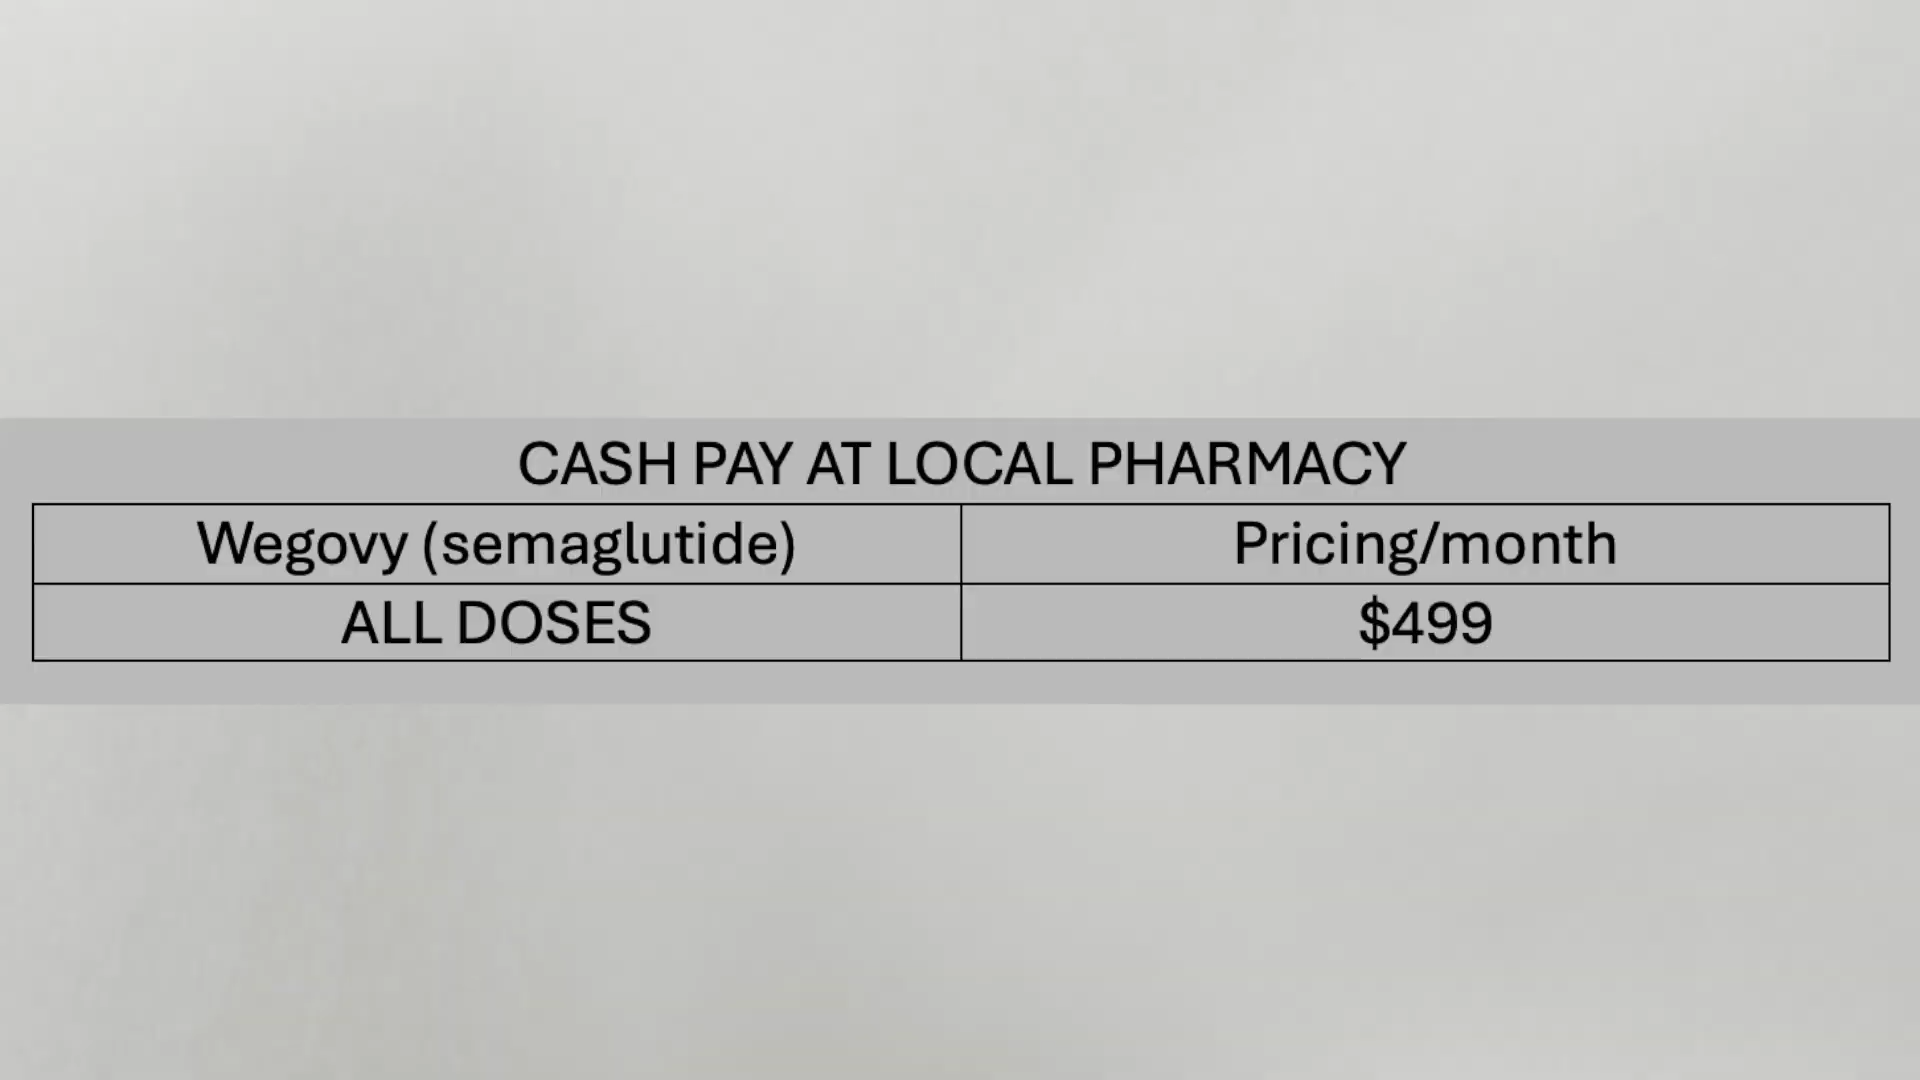 CASH PAY AT LOCAL PHARMACY
Wegovy (semaglutide) Pricing/month
ALL DOSES $499